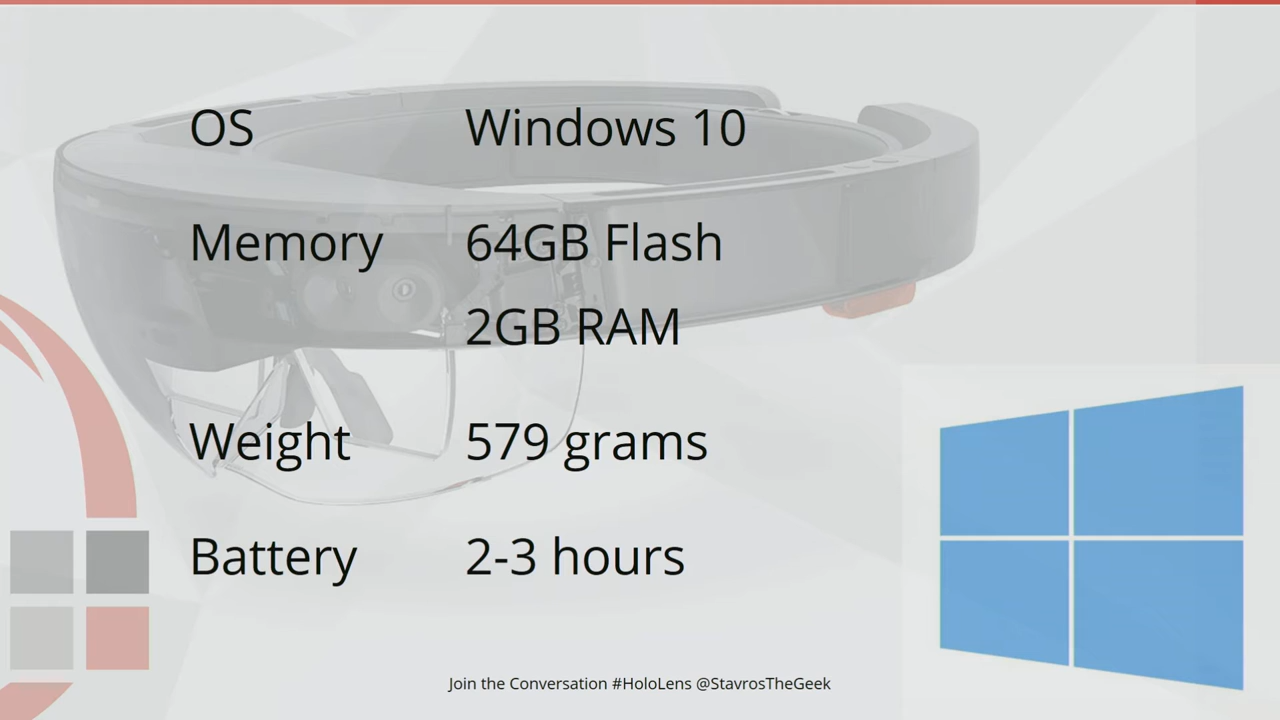 OS Windows 10
Memory 64GB Flash
2GB RAM
Weight 579 grams
Battery 2-3 hours
Join the Conversation #HoloLens @StavrosTheGeek